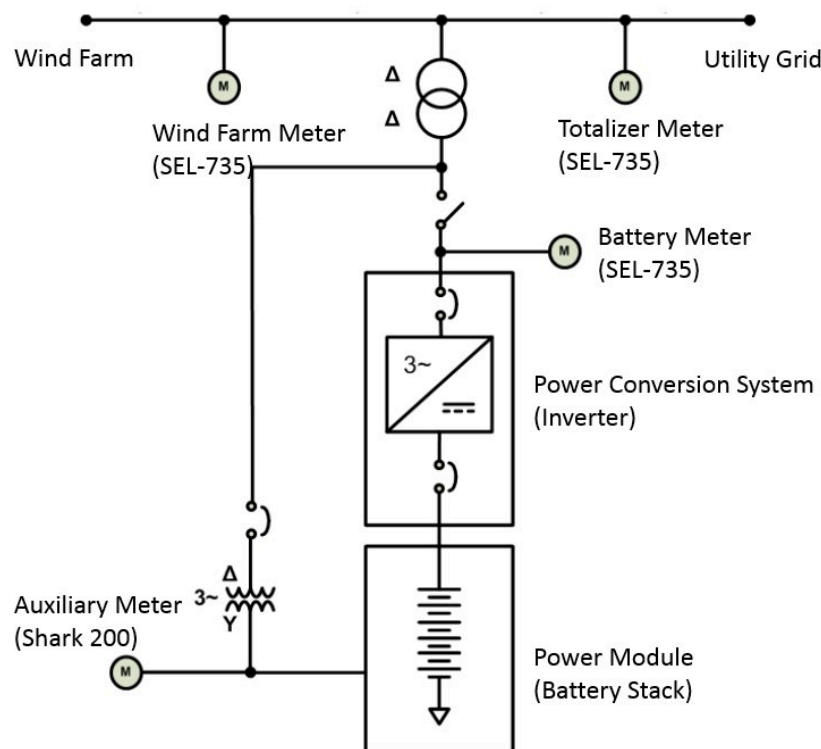 Wind Farm
Utility Grid
M
M
Δ
Δ
Wind Farm Meter
(SEL-735)
Totalizer Meter
(SEL-735)
M
Battery Meter
(SEL-735)
3~
Power Conversion System
(Inverter)
Δ
3~
Y
Auxiliary Meter
(Shark 200)
M
Power Module
(Battery Stack)